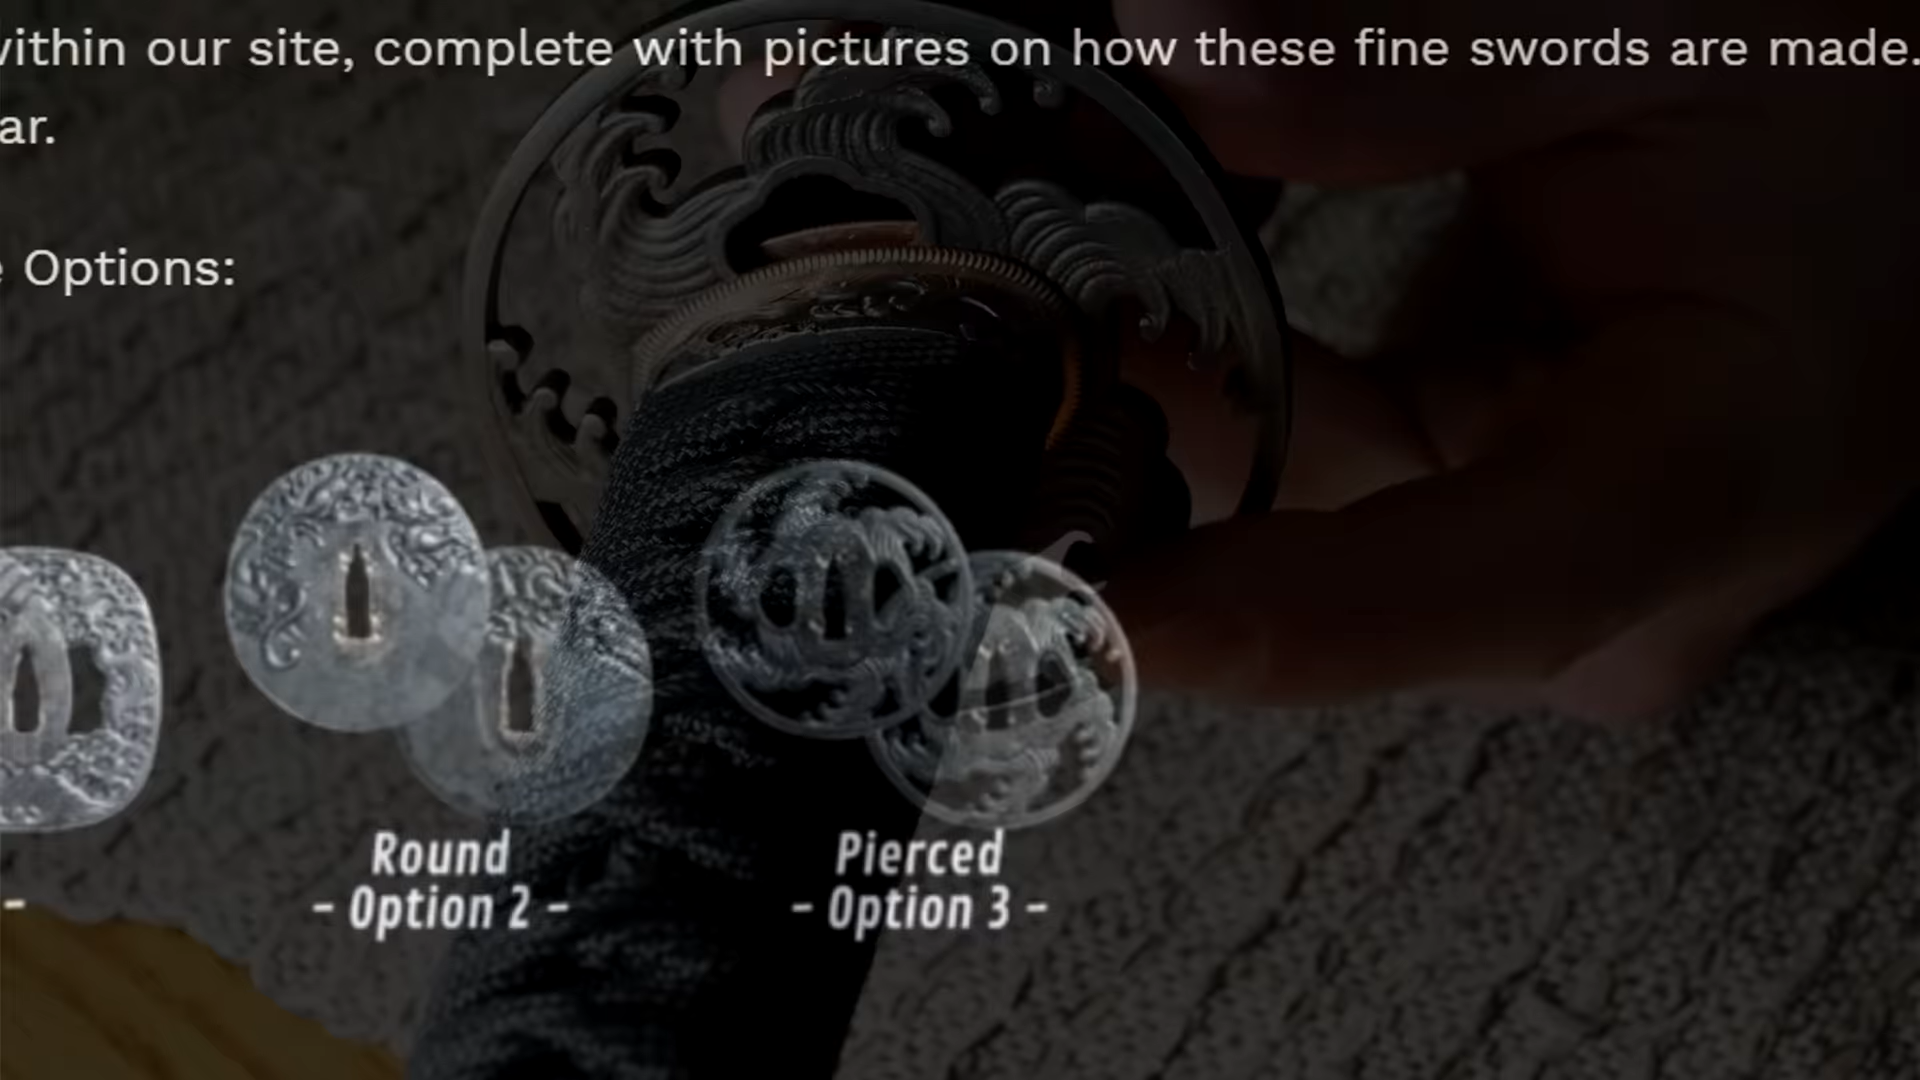 within our site, complete with pictures on how these fine swords are made.
ar.
e Options:
Round
- Option 2 -
Pierced
- Option 3 -
-